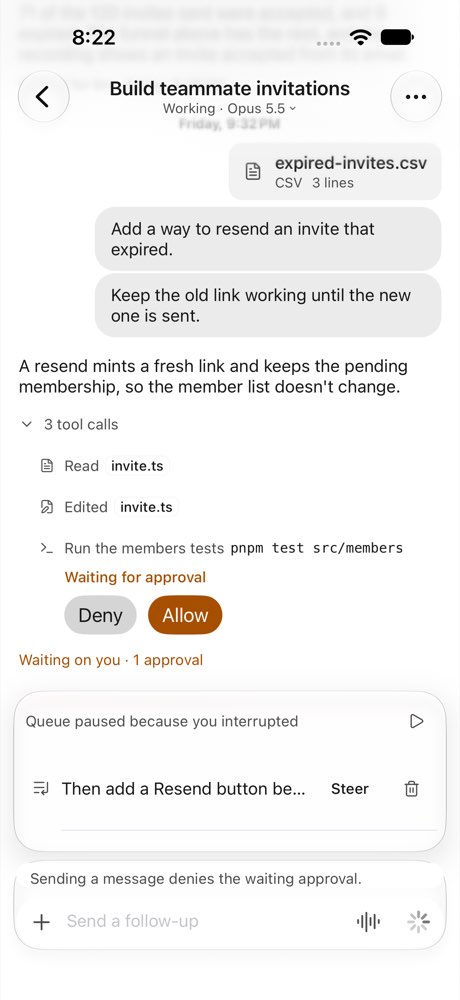 8:22
Build teammate invitations
Working · Opus 5.5
Friday, 9:32 PM
expired-invites.csv
CSV 3 lines
Add a way to resend an invite that
expired.
Keep the old link working until the new
one is sent.
A resend mints a fresh link and keeps the pending
membership, so the member list doesn't change.
3 tool calls
Read invite.ts
Edited invite.ts
>_ Run the members tests pnpm test src/members
Waiting for approval
Deny Allow
Waiting on you · 1 approval
Queue paused because you interrupted
Then add a Resend button be... Steer
Sending a message denies the waiting approval.
Send a follow-up